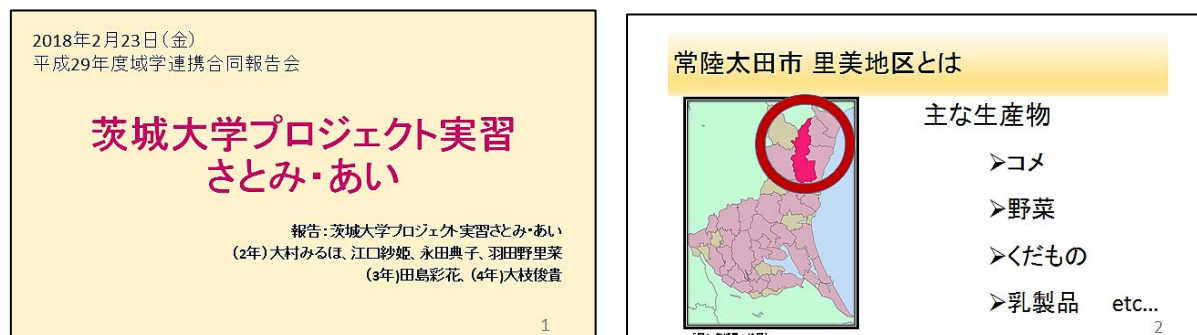 2018年2月23日(金)
平成29年度域学連携合同報告会
茨城大学プロジェクト実習
さとみ・あい
報告:茨城大学プロジェクト実習さとみ・あい
(2年)大村みるほ、江口紗姫、永田典子、羽田野里菜
(3年)田島彩花、(4年)大枝俊貴
1
常陸太田市 里美地区とは
主な生産物
➢コメ
➢野菜
➢くだもの
➢乳製品 etc...
2